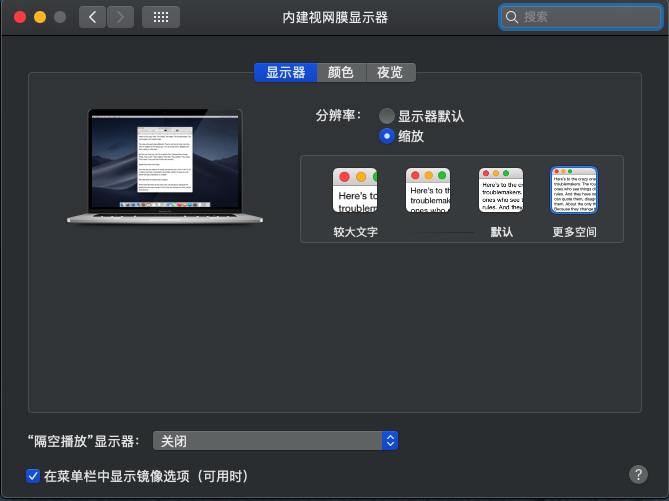 内建视网膜显示器
搜索
显示器 颜色 夜览
分辨率： 显示器默认
缩放
Here's to the
troublemakers
Here's to th
troublemak
ones who
Here's to the cr
troublemakers.
ones who see t
rules. And they
Here's to the crazy one
troublemakers. The rou
ones who see things d
rules. And they have no
can quote them, disag
them. About the only th
Because they change t
较大文字 默认 更多空间
“隔空播放”显示器： 关闭
在菜单栏中显示镜像选项（可用时）
?